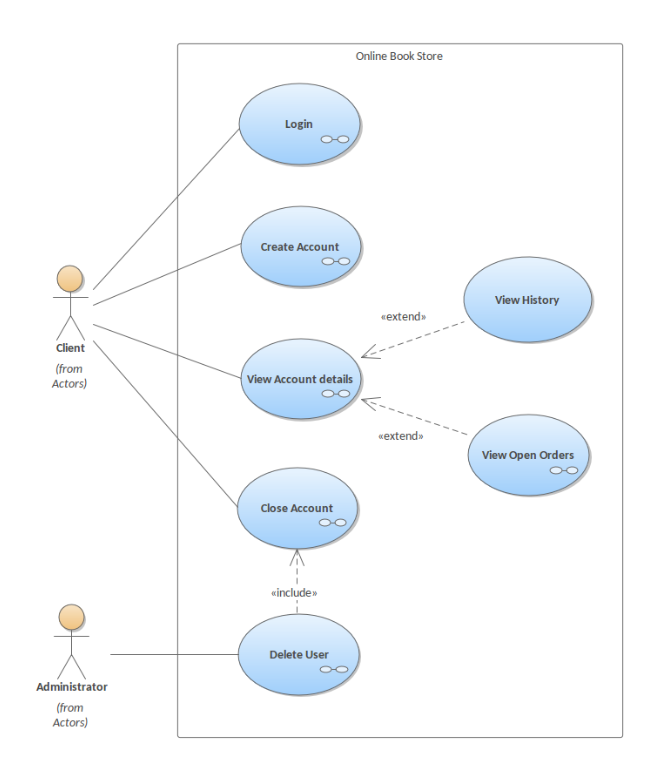 Online Book Store
Login
Create Account
View History
«extend»
Client
(from
Actors)
View Account details
«extend»
View Open Orders
Close Account
«include»
Delete User
Administrator
(from
Actors)